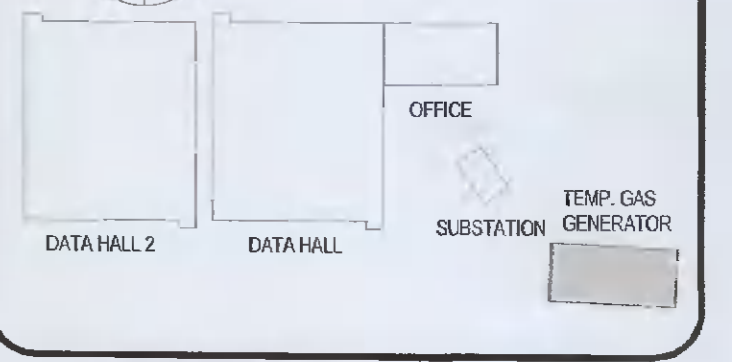 OFFICE
TEMP. GAS
GENERATOR
SUBSTATION
DATA HALL 2
DATA HALL